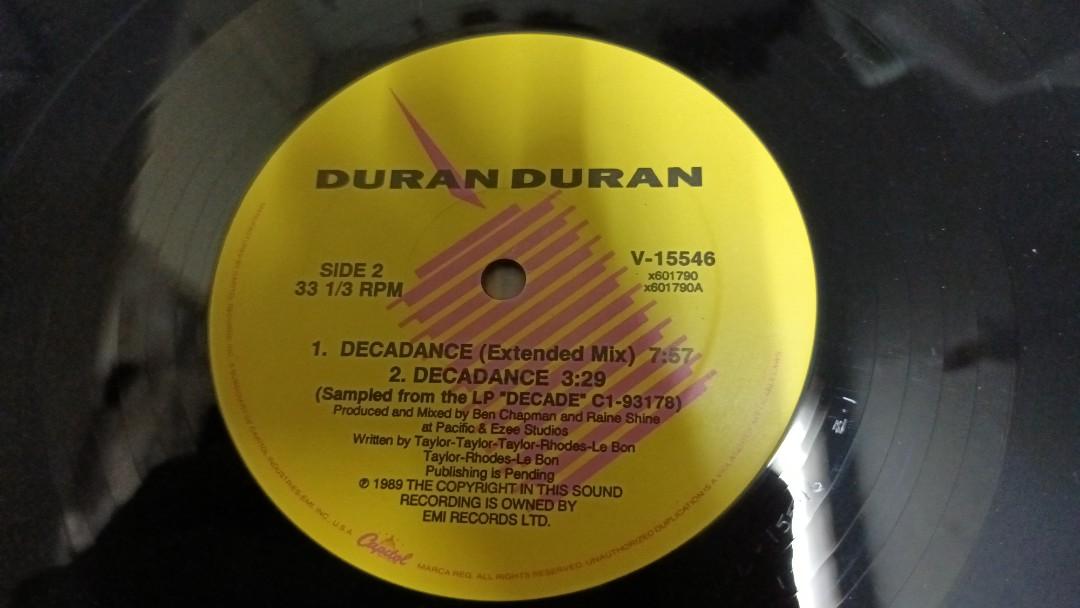 DURAN DURAN
SIDE 2
33 1/3 RPM
V-15546
x601790
x601790A
1. DECADANCE (Extended Mix) 7:57
2. DECADANCE 3:29
(Sampled from the LP "DECADE" C1-93178)
Produced and Mixed by Ben Chapman and Raine Shine
at Pacific & Ezee Studios
Written by Taylor-Taylor-Taylor-Rhodes-Le Bon
Taylor-Rhodes-Le Bon
Publishing is Pending
℗ 1989 THE COPYRIGHT IN THIS SOUND
RECORDING IS OWNED BY
EMI RECORDS LTD.
Capitol
MARCA REG. ALL RIGHTS RESERVED. UNAUTHORIZED DUPLICATION IS A